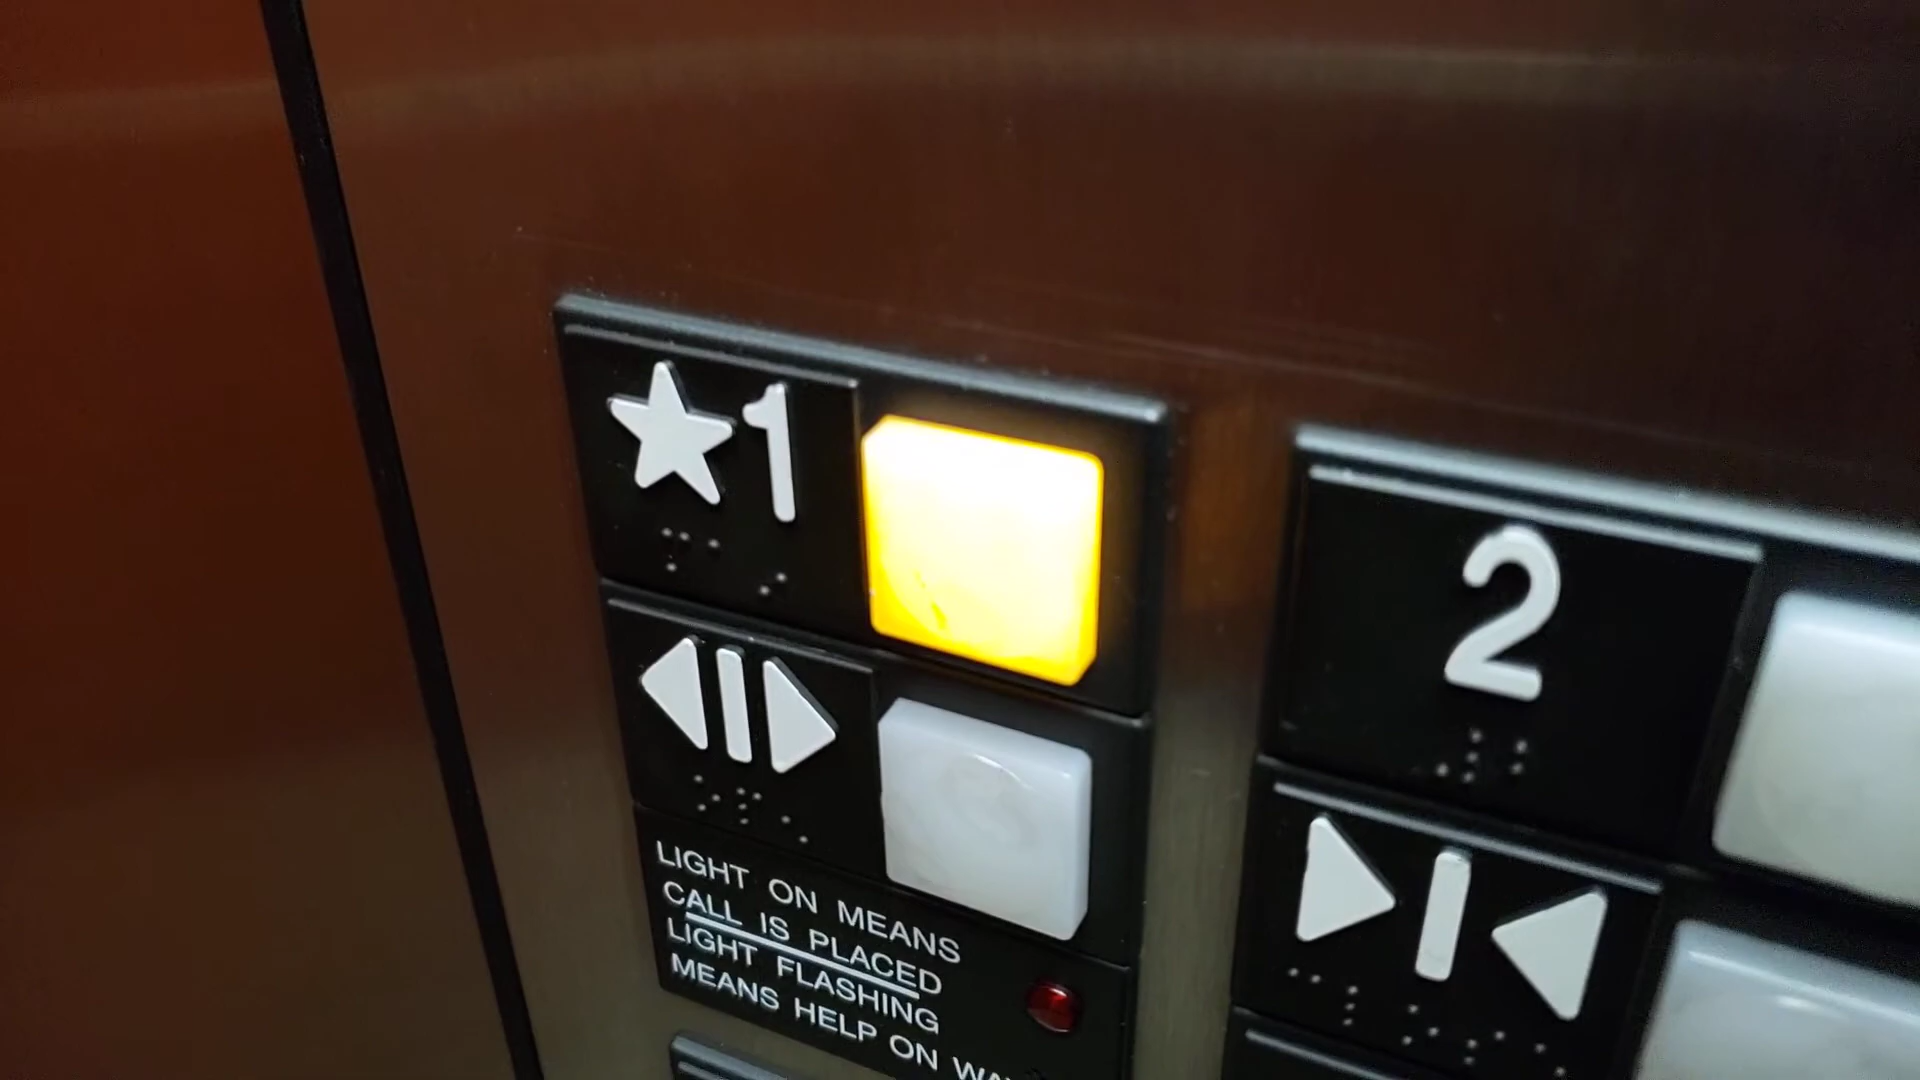 ★1
2
LIGHT ON MEANS
CALL IS PLACED
LIGHT FLASHING
MEANS HELP ON